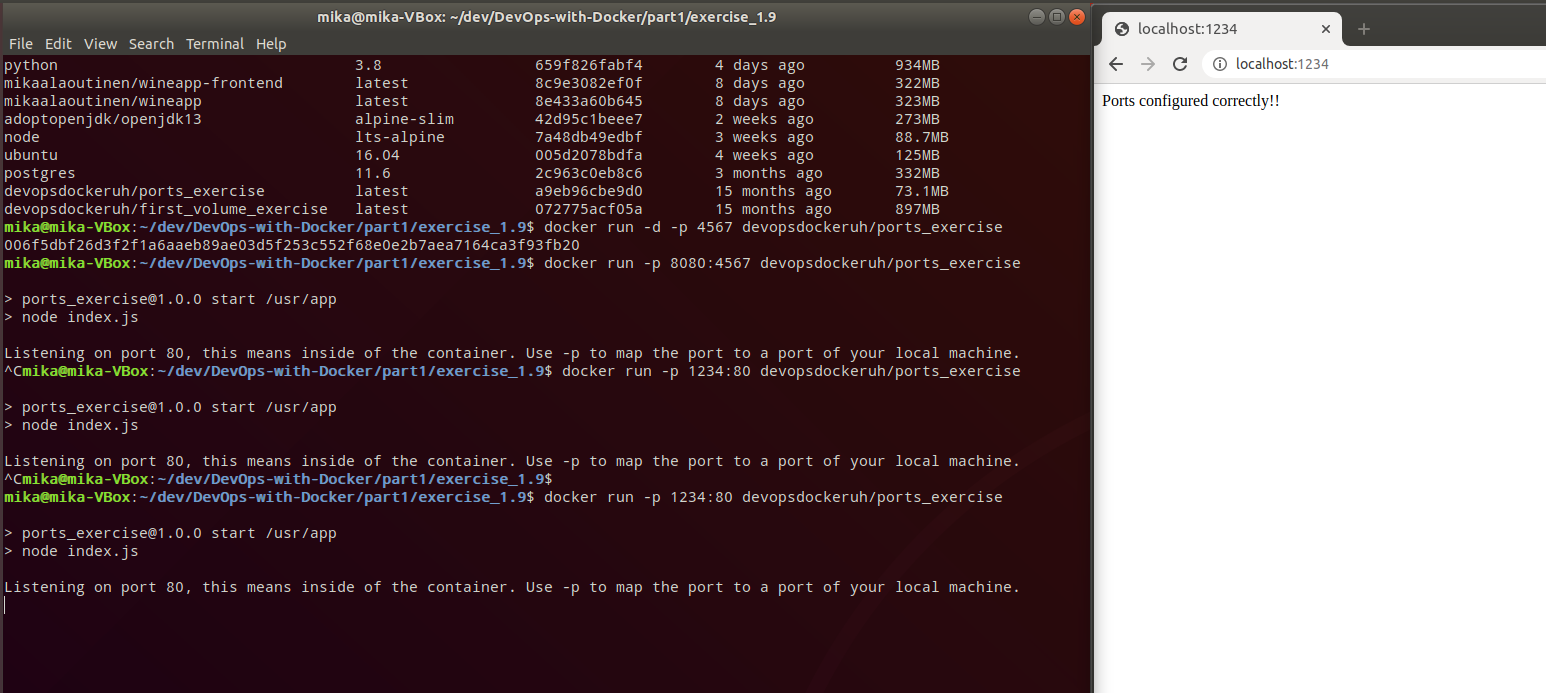 mika@mika-VBox: ~/dev/DevOps-with-Docker/part1/exercise_1.9
File Edit View Search Terminal Help
python 3.8 659f826fabf4 4 days ago 934MB
mikaalaoutinen/wineapp-frontend latest 8c9e3082ef0f 8 days ago 322MB
mikaalaoutinen/wineapp latest 8e433a60b645 8 days ago 323MB
adoptopenjdk/openjdk13 alpine-slim 42d95c1beee7 2 weeks ago 273MB
node lts-alpine 7a48db49edbf 3 weeks ago 88.7MB
ubuntu 16.04 005d2078bdfa 4 weeks ago 125MB
postgres 11.6 2c963c0eb8c6 3 months ago 332MB
devopsdockeruh/ports_exercise latest a9eb96cbe9d0 15 months ago 73.1MB
devopsdockeruh/first_volume_exercise latest 072775acf05a 15 months ago 897MB
mika@mika-VBox:~/dev/DevOps-with-Docker/part1/exercise_1.9$ docker run -d -p 4567 devopsdockeruh/ports_exercise
006f5dbf26d3f2f1a6aaeb89ae03d5f253c552f68e0e2b7aea7164ca3f93fb20
mika@mika-VBox:~/dev/DevOps-with-Docker/part1/exercise_1.9$ docker run -p 8080:4567 devopsdockeruh/ports_exercise
> ports_exercise@1.0.0 start /usr/app
> node index.js
Listening on port 80, this means inside of the container. Use -p to map the port to a port of your local machine.
^Cmika@mika-VBox:~/dev/DevOps-with-Docker/part1/exercise_1.9$ docker run -p 1234:80 devopsdockeruh/ports_exercise
> ports_exercise@1.0.0 start /usr/app
> node index.js
Listening on port 80, this means inside of the container. Use -p to map the port to a port of your local machine.
^Cmika@mika-VBox:~/dev/DevOps-with-Docker/part1/exercise_1.9$
mika@mika-VBox:~/dev/DevOps-with-Docker/part1/exercise_1.9$ docker run -p 1234:80 devopsdockeruh/ports_exercise
> ports_exercise@1.0.0 start /usr/app
> node index.js
Listening on port 80, this means inside of the container. Use -p to map the port to a port of your local machine.
localhost:1234
localhost:1234
Ports configured correctly!!